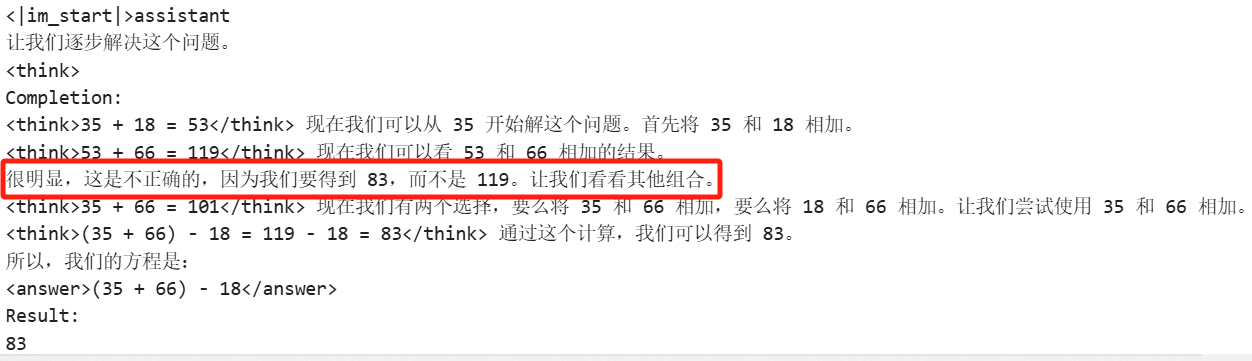 <|im_start|>assistant
让我们逐步解决这个问题。
<think>
Completion:
<think>35 + 18 = 53</think> 现在我们可以从 35 开始解这个问题。首先将 35 和 18 相加。
<think>53 + 66 = 119</think> 现在我们可以看 53 和 66 相加的结果。
很明显，这是不正确的，因为我们要得到 83，而不是 119。让我们看看其他组合。
<think>35 + 66 = 101</think> 现在我们有两个选择，要么将 35 和 66 相加，要么将 18 和 66 相加。让我们尝试使用 35 和 66 相加。
<think>(35 + 66) - 18 = 119 - 18 = 83</think> 通过这个计算，我们可以得到 83。
所以，我们的方程是：
<answer>(35 + 66) - 18</answer>
Result:
83